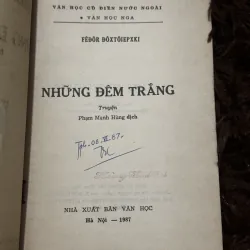 VĂN HỌC CỔ ĐIỂN NƯỚC NGOÀI
• VĂN HỌC NGA
FÊĐÔR ĐÔXTÔIEPXKI
NHỮNG ĐÊM TRẮNG
Truyện
Phạm Mạnh Hùng dịch
NHÀ XUẤT BẢN VĂN HỌC
Hà Nội — 1987